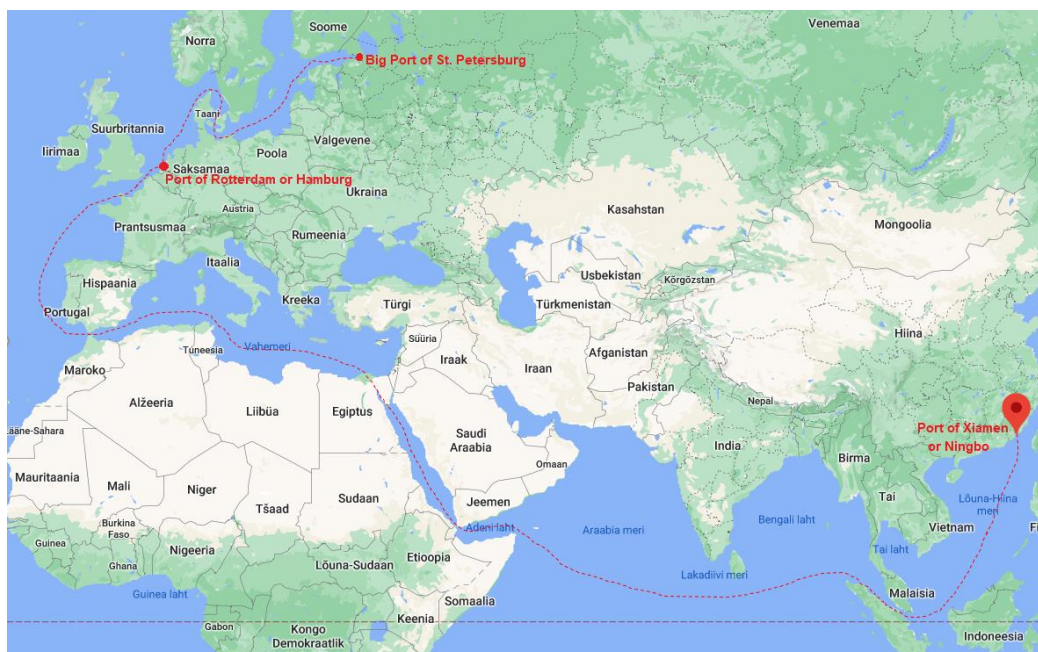 Norra
Soome
Venemaa
Big Port of St. Petersburg
Taani
Suurbritannia
Valgevene
Iirimaa
Poola
Saksamaa
Port of Rotterdam or Hamburg
Ukraina
Austria
Kasahstan
Mongoolia
Prantsusmaa
Rumeenia
Itaalia
Usbekistan
Kõrgõzstan
Hispaania
Kreeka
Türgi
Türkmenistan
Portugal
Hiina
Tuneesia
Vahemeri
Süüria
Afganistan
Maroko
Iraak
Iraan
Pakistan
Alžeeria
Liibüa
Egiptus
Nepal
Port of Xiamen
or Ningbo
Lääne-Sahara
Saudi
Araabia
India
Birma
Omaan
Mauritaania
Mali
Niger
Sudaan
Jeemen
Tai
Lõuna-Hiina
meri
Tšaad
Burkina
Faso
Adeni laht
Araabia meri
Bengali laht
Vietnam
Fi
Guinea
Nigeeria
Etioopia
Tai laht
Ghana
Lõuna-Sudaan
Lakadiivi meri
Guinea laht
Somaalia
Malaisia
Gabon
Keenia
Kongo
Demokraatlik
Indoneesia